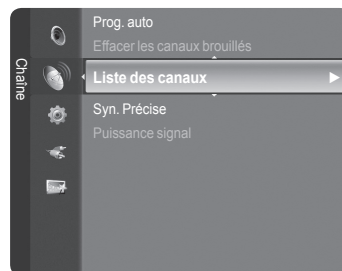 Chaîne
Prog. auto
Effacer les canaux brouillés
Liste des canaux
Syn. Précise
Puissance signal